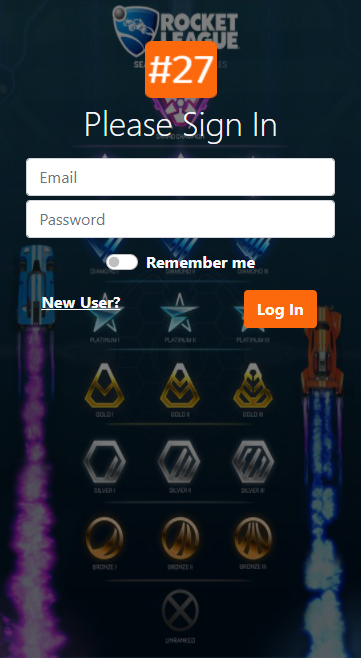 ROCKET
LEAGUE
#27
Please Sign In
Email
Password
Remember me
DIAMOND I DIAMOND II DIAMOND III
New User?
Log In
PLATINUM I PLATINUM II PLATINUM III
GOLD I GOLD II GOLD III
SILVER I SILVER II SILVER III
BRONZE I BRONZE II BRONZE III
UNRANKED